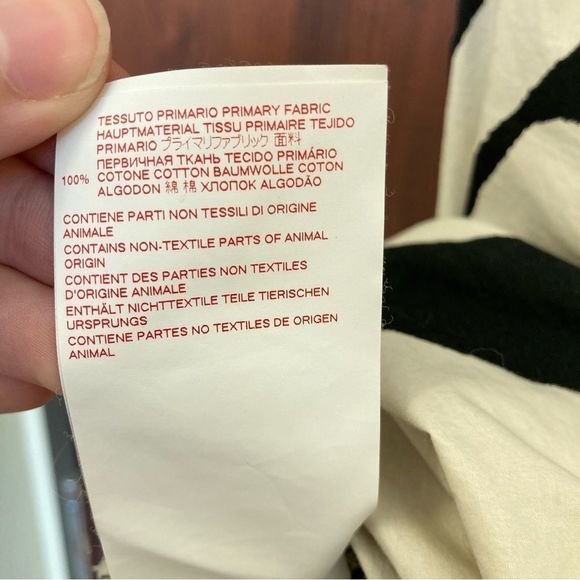 TESSUTO PRIMARIO PRIMARY FABRIC
HAUPTMATERIAL TISSU PRIMAIRE TEJIDO
PRIMARIO プライマリファブリック 面料
ПЕРВИЧНАЯ ТКАНЬ TECIDO PRIMÁRIO
100% COTONE COTTON BAUMWOLLE COTON
ALGODON 綿 棉 ХЛОПОК ALGODÃO
CONTIENE PARTI NON TESSILI DI ORIGINE
ANIMALE
CONTAINS NON-TEXTILE PARTS OF ANIMAL
ORIGIN
CONTIENT DES PARTIES NON TEXTILES
D'ORIGINE ANIMALE
ENTHÄLT NICHTTEXTILE TEILE TIERISCHEN
URSPRUNGS
CONTIENE PARTES NO TEXTILES DE ORIGEN
ANIMAL